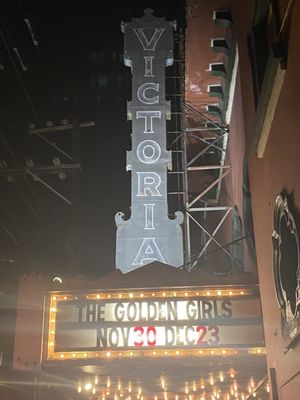 VICTORIA
THE GOLDEN GIRLS
NOV 30 DEC 23